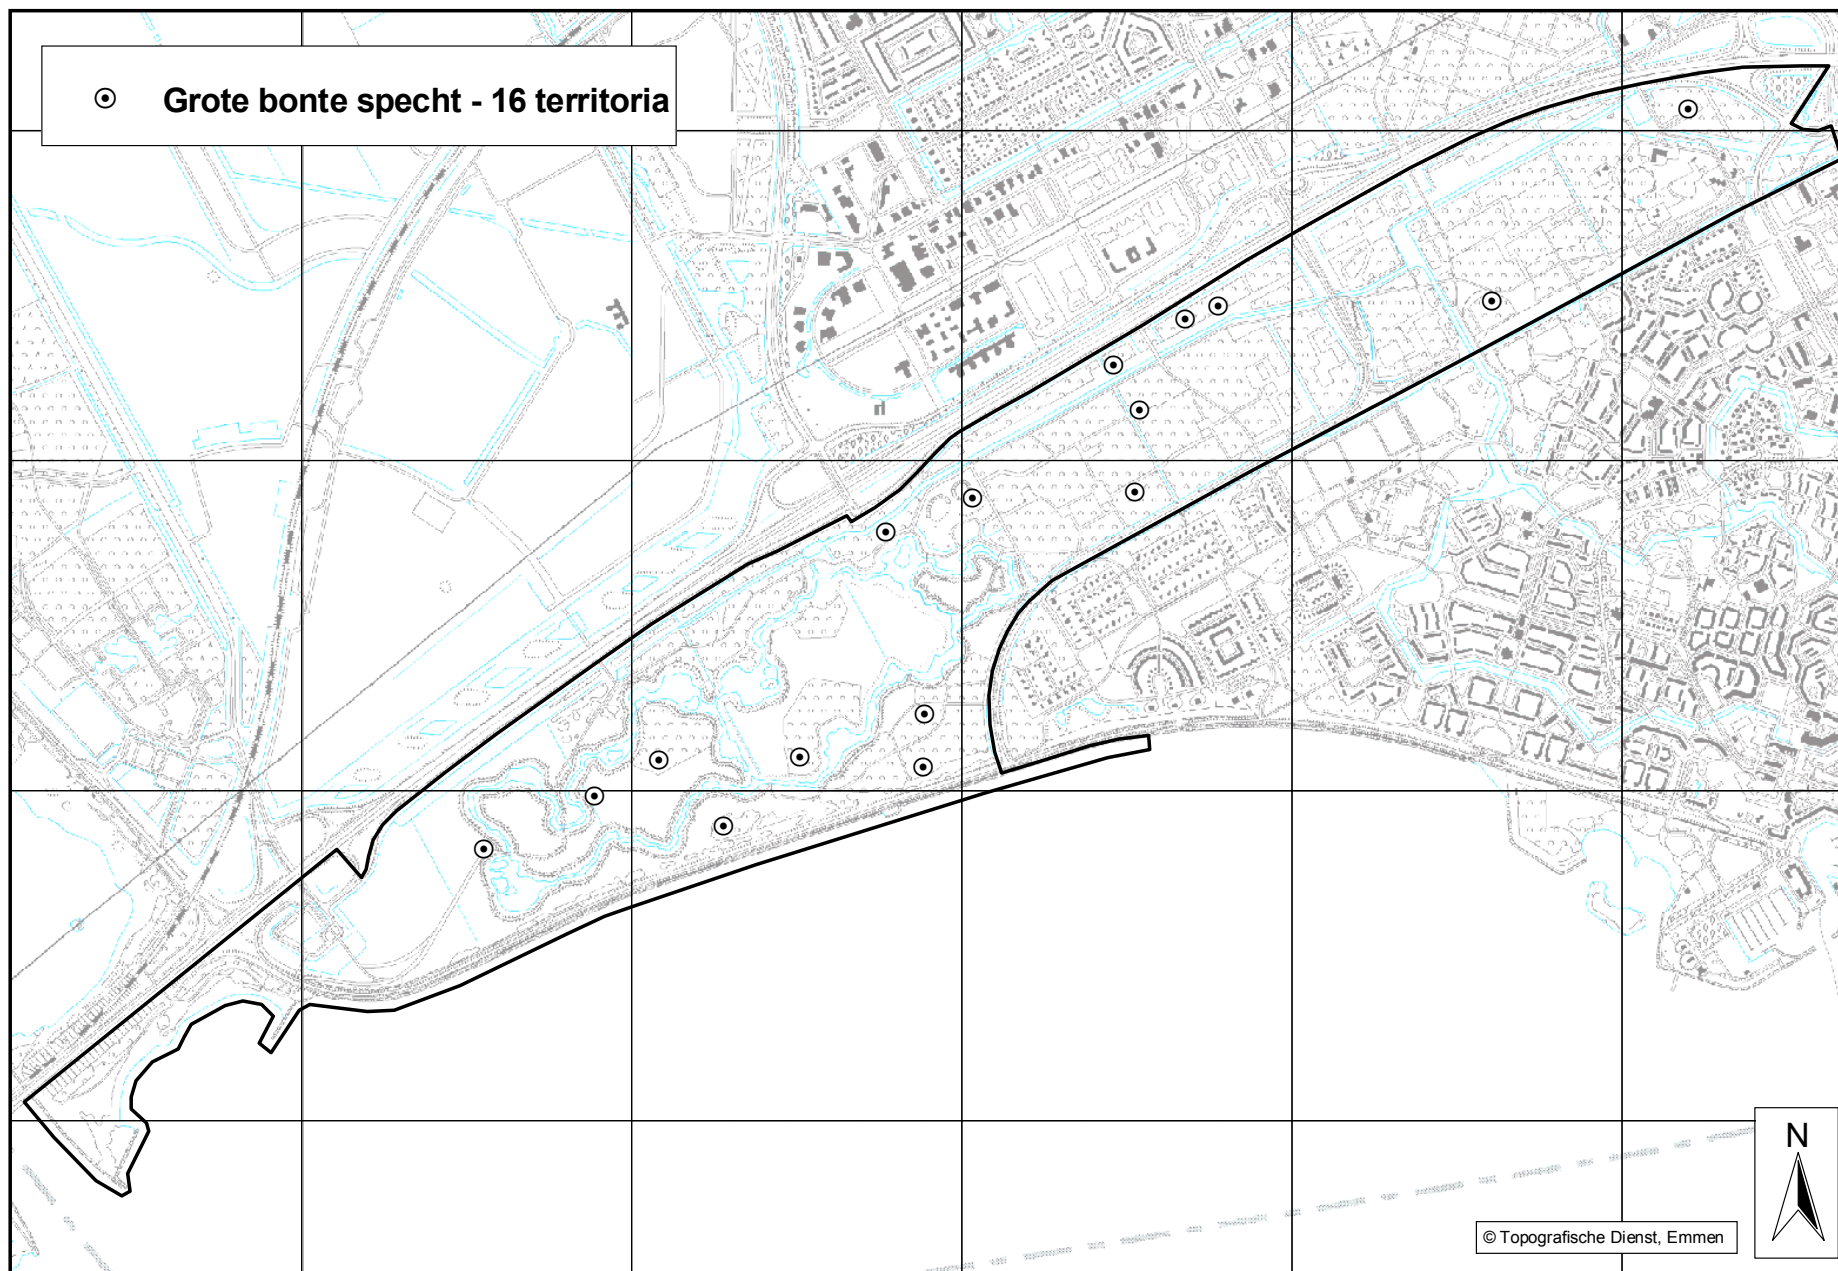 Grote bonte specht - 16 territoria
N
© Topografische Dienst, Emmen